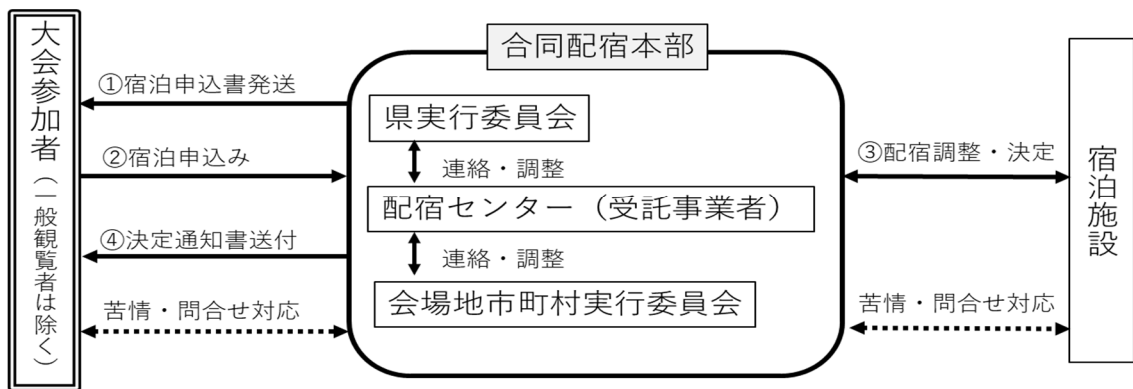 大会参加者(一般観覧者は除く)
①宿泊申込書発送
②宿泊申込み
④決定通知書送付
苦情・問合せ対応
合同配宿本部
県実行委員会
連絡・調整
配宿センター(受託事業者)
連絡・調整
会場地市町村実行委員会
③配宿調整・決定
苦情・問合せ対応
宿泊施設